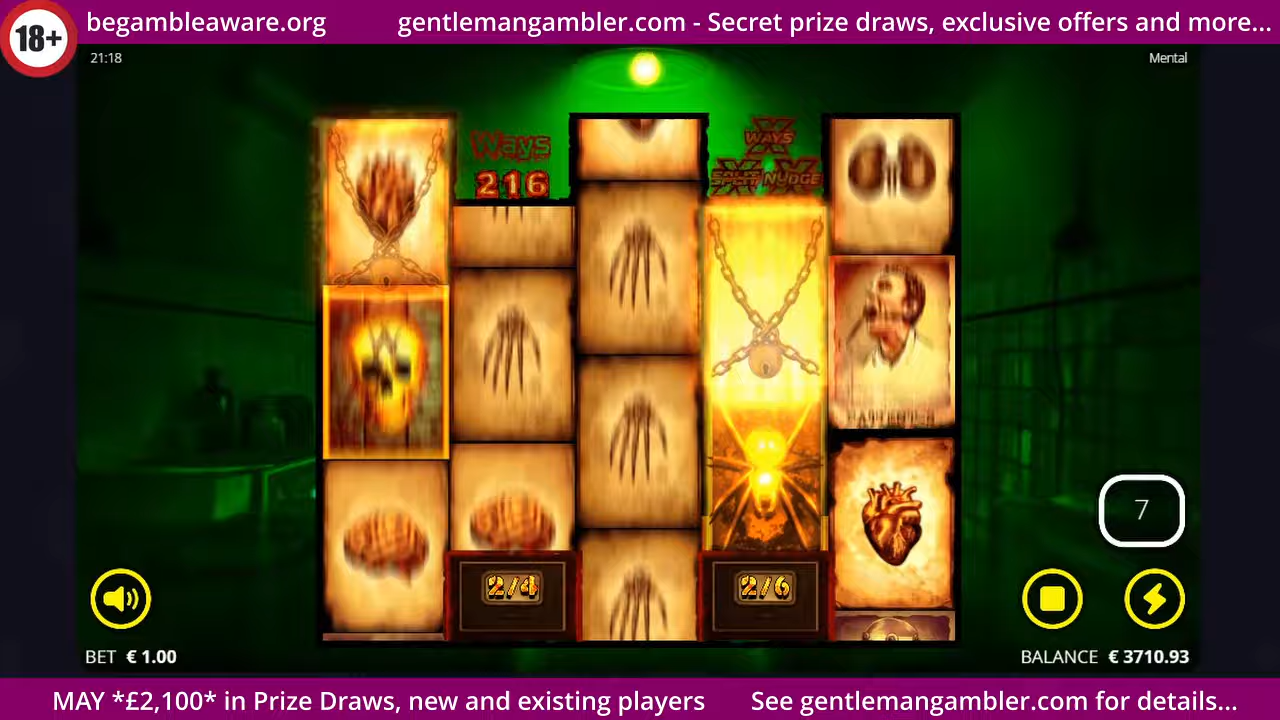 18+
begambleaware.org
gentlemangambler.com - Secret prize draws, exclusive offers and more...
21:18
Mental
Ways
216
WAYS
SPLIT NUDGE
7
2/4
2/6
BET € 1.00
BALANCE € 3710.93
MAY *£2,100* in Prize Draws, new and existing players
See gentlemangambler.com for details...